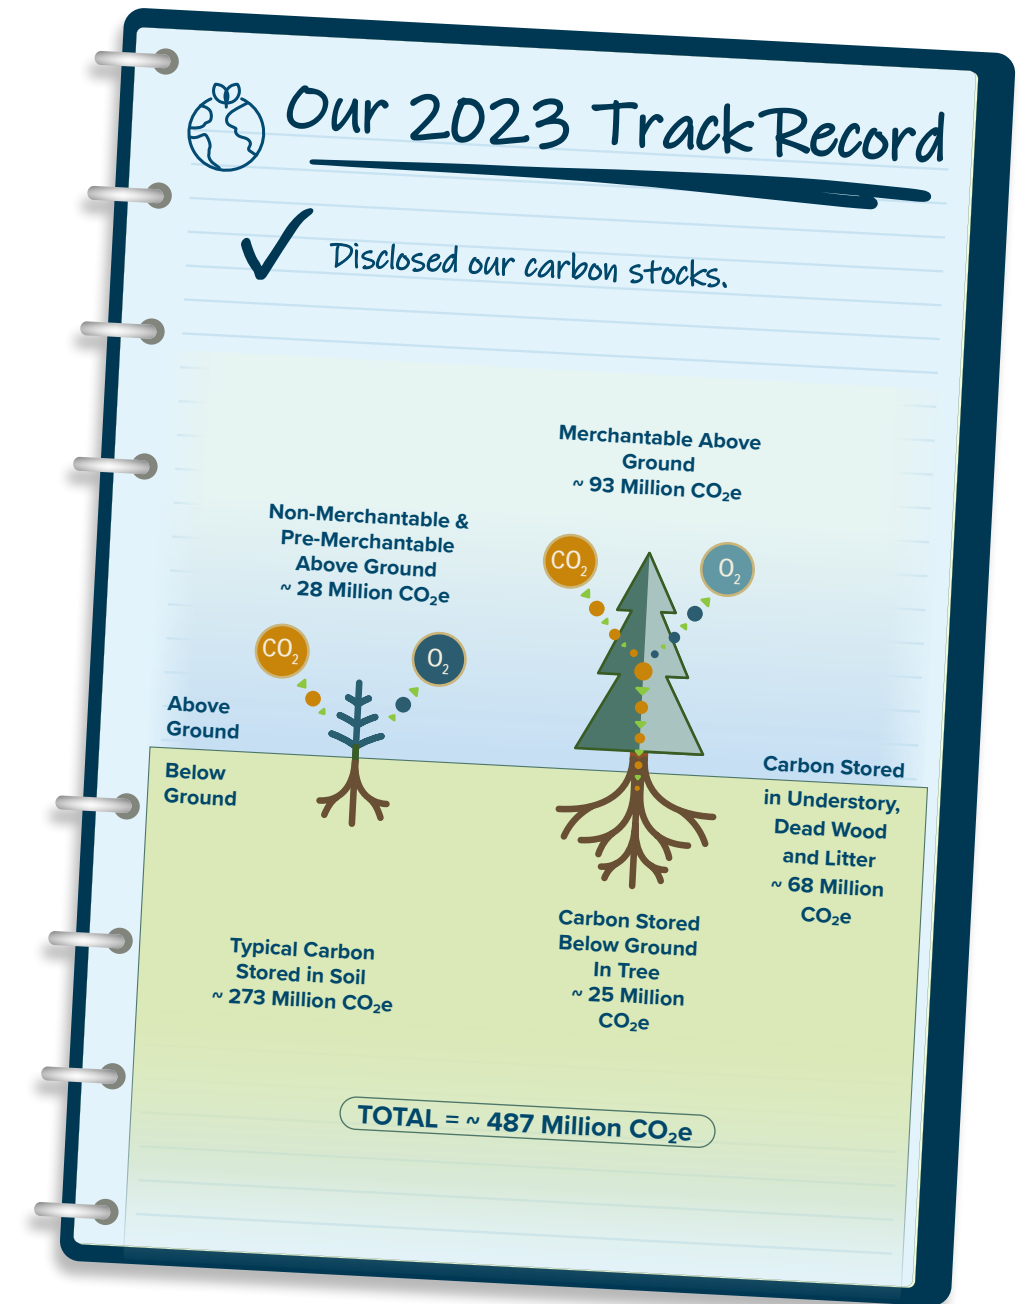 Our 2023 Track Record
Disclosed our carbon stocks.
Merchantable Above
Ground
~ 93 Million CO₂e
Non-Merchantable &
Pre-Merchantable
Above Ground
~ 28 Million CO₂e
CO₂
O₂
CO₂
O₂
Above
Ground
Below
Ground
Carbon Stored
in Understory,
Dead Wood
and Litter
~ 68 Million
CO₂e
Typical Carbon
Stored in Soil
~ 273 Million CO₂e
Carbon Stored
Below Ground
In Tree
~ 25 Million
CO₂e
TOTAL = ~ 487 Million CO₂e